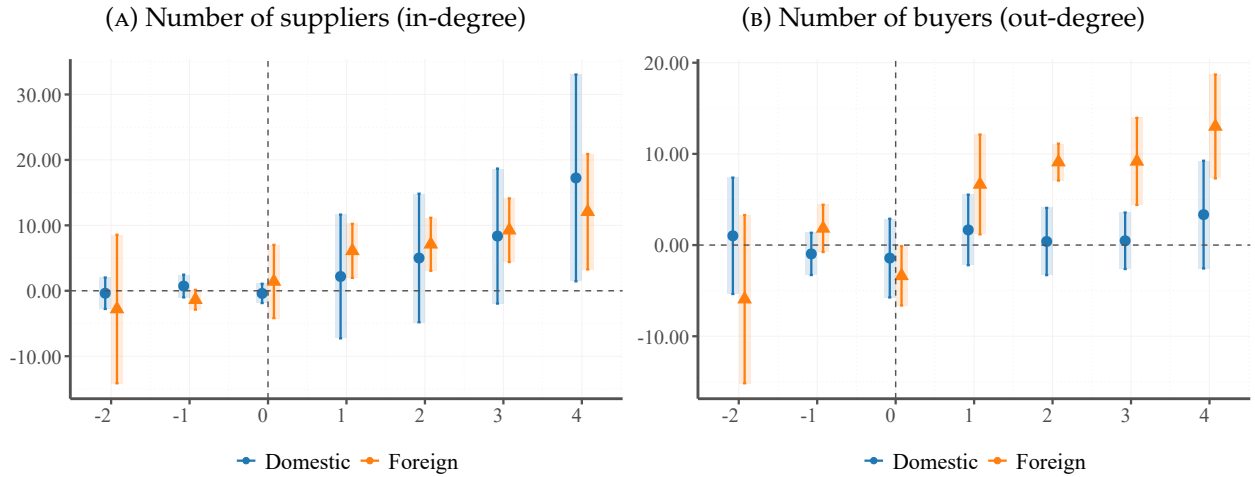 (A) Number of suppliers (in-degree)
30.00
20.00
10.00
0.00
-10.00
-2 -1 0 1 2 3 4
Domestic Foreign
(B) Number of buyers (out-degree)
20.00
10.00
0.00
-10.00
-2 -1 0 1 2 3 4
Domestic Foreign